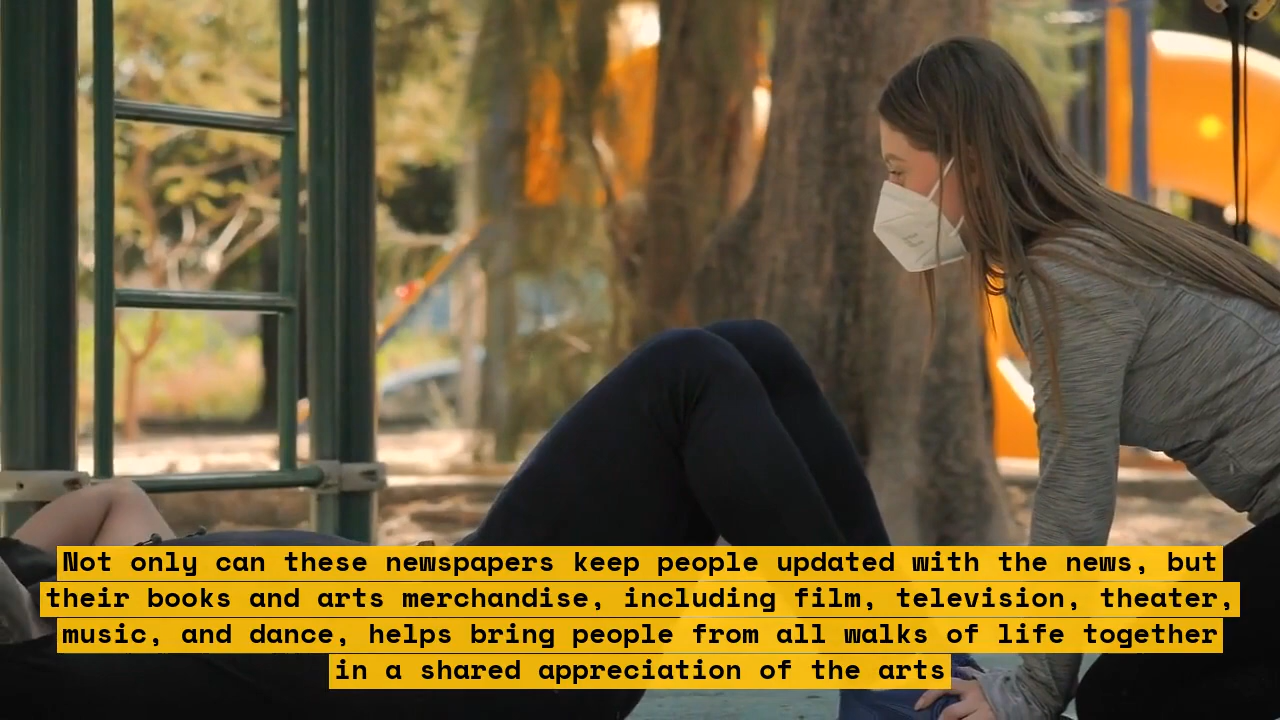 Not only can these newspapers keep people updated with the news, but
their books and arts merchandise, including film, television, theater,
music, and dance, helps bring people from all walks of life together
in a shared appreciation of the arts